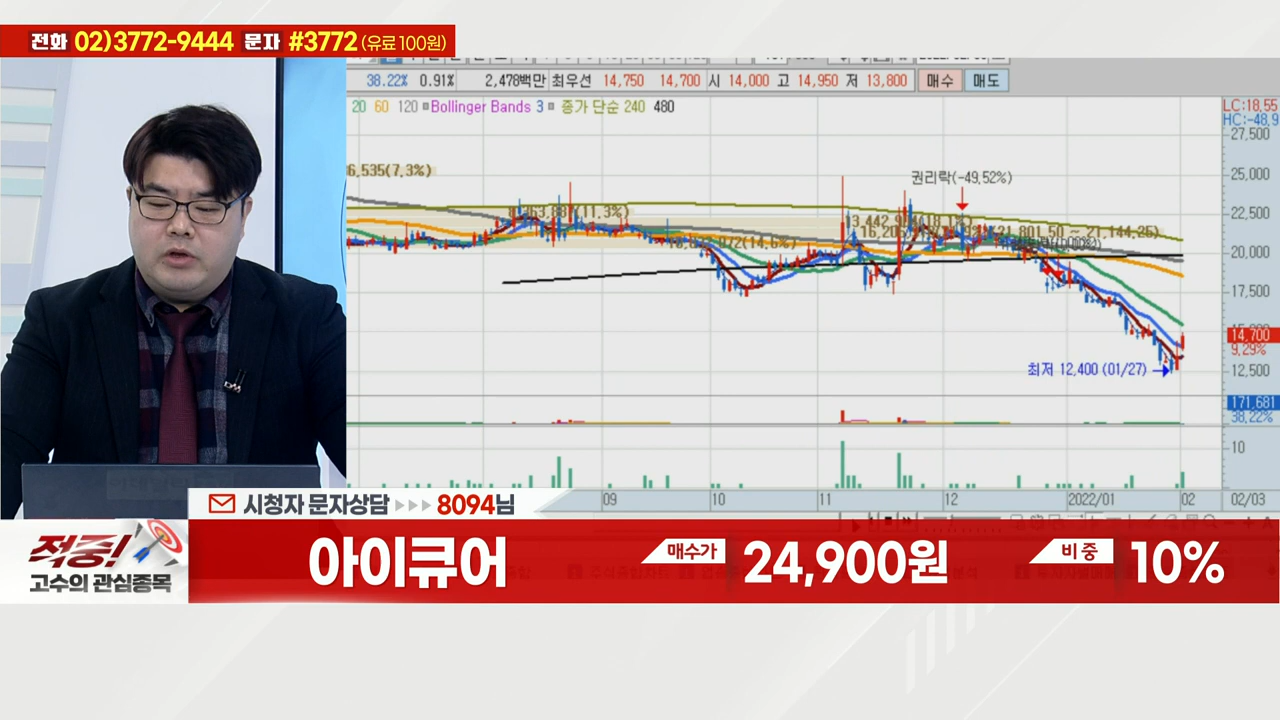 전화 02)3772-9444 문자 #3772 (유료 100원)
38.22% 0.91% 2,478백만 최우선 14,750 14,700 시 14,000 고 14,950 저 13,800 매수 매도
20 60 120 Bollinger Bands 3 종가 단순 240 480
LC:18,55
HC:-48,9
27,500
6,535(7.3%)
권리락(-49.52%)
25,000
22,500
20,000
17,500
14,700
9.29%
최저 12,400 (01/27)
12,500
171,681
38.22%
10
09 10 11 12 2022/01 02 02/03
시청자 문자상담 8094님
적중!
고수의 관심종목
아이큐어 매수가 24,900원 비중 10%